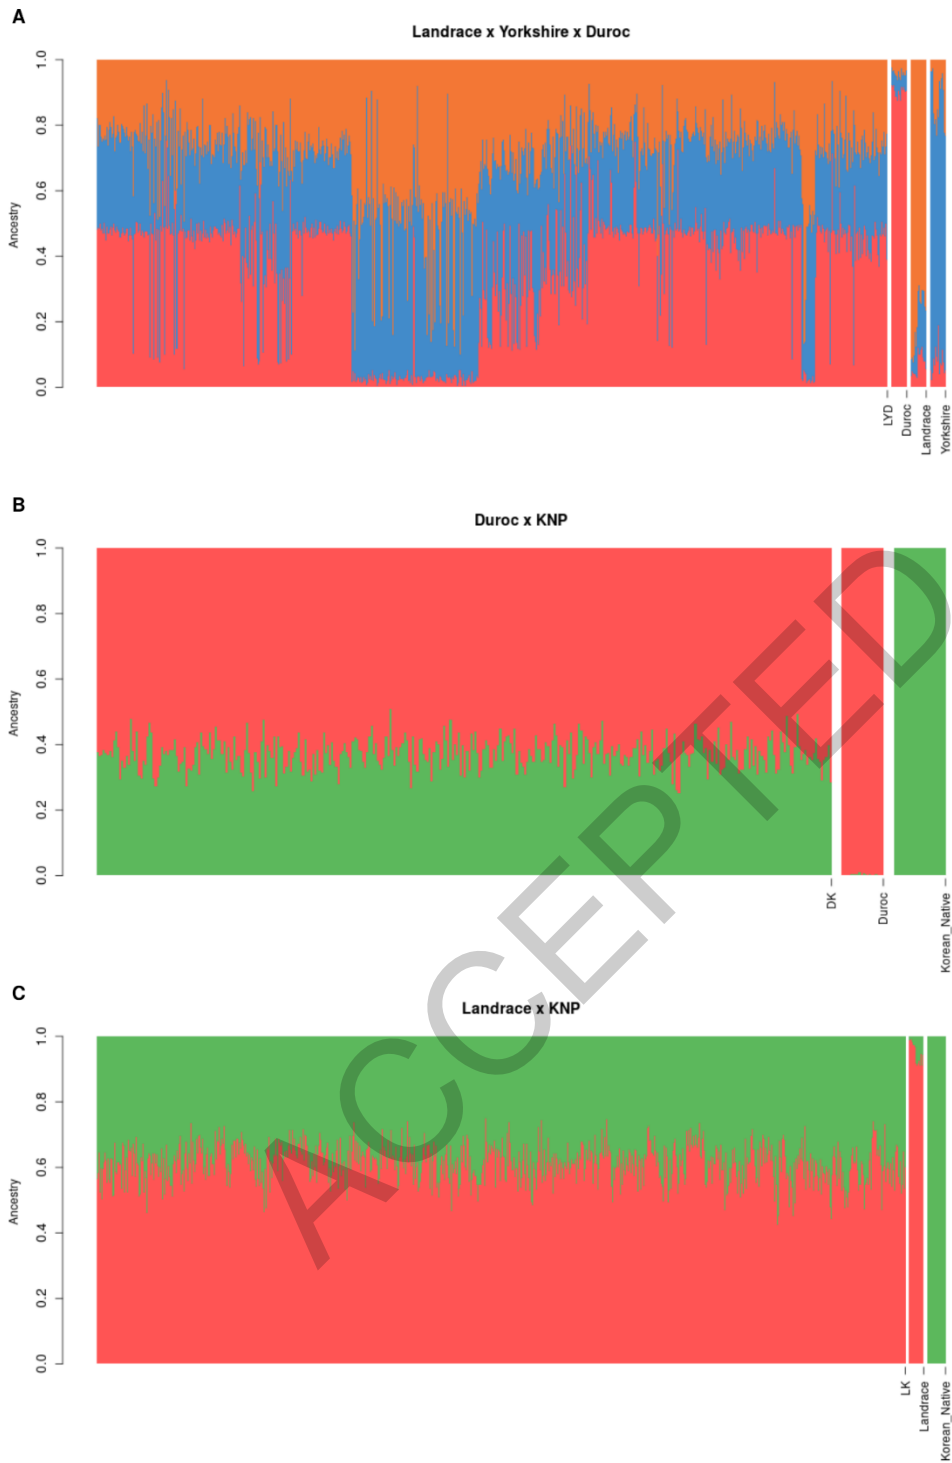 A
Landrace x Yorkshire x Duroc
1.0
0.8
0.6
0.4
0.2
0.0
Ancestry
LYD
Duroc
Landrace
Yorkshire
B
Duroc x KNP
1.0
0.8
0.6
0.4
0.2
0.0
Ancestry
DK
Duroc
Korean_Native
C
Landrace x KNP
1.0
0.8
0.6
0.4
0.2
0.0
Ancestry
LK
Landrace
Korean_Native
ACCEPTED